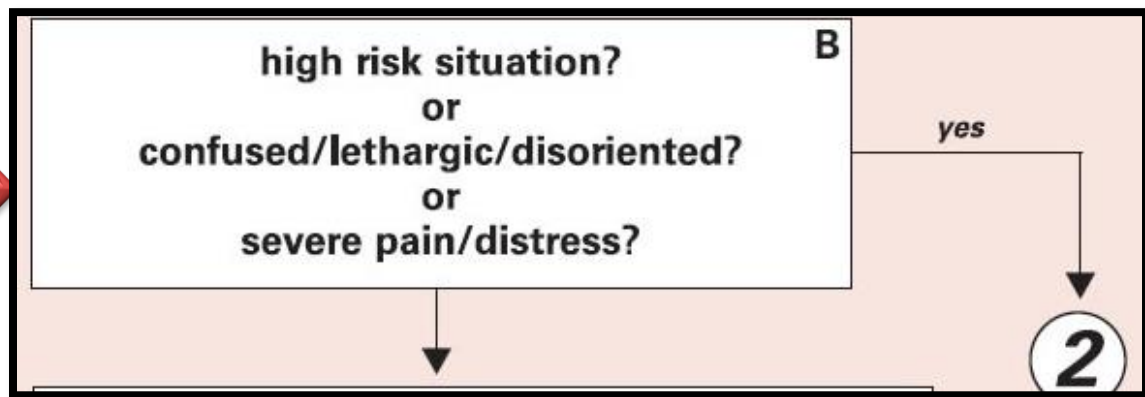 B
high risk situation?
or
confused/lethargic/disoriented?
or
severe pain/distress?
yes
2